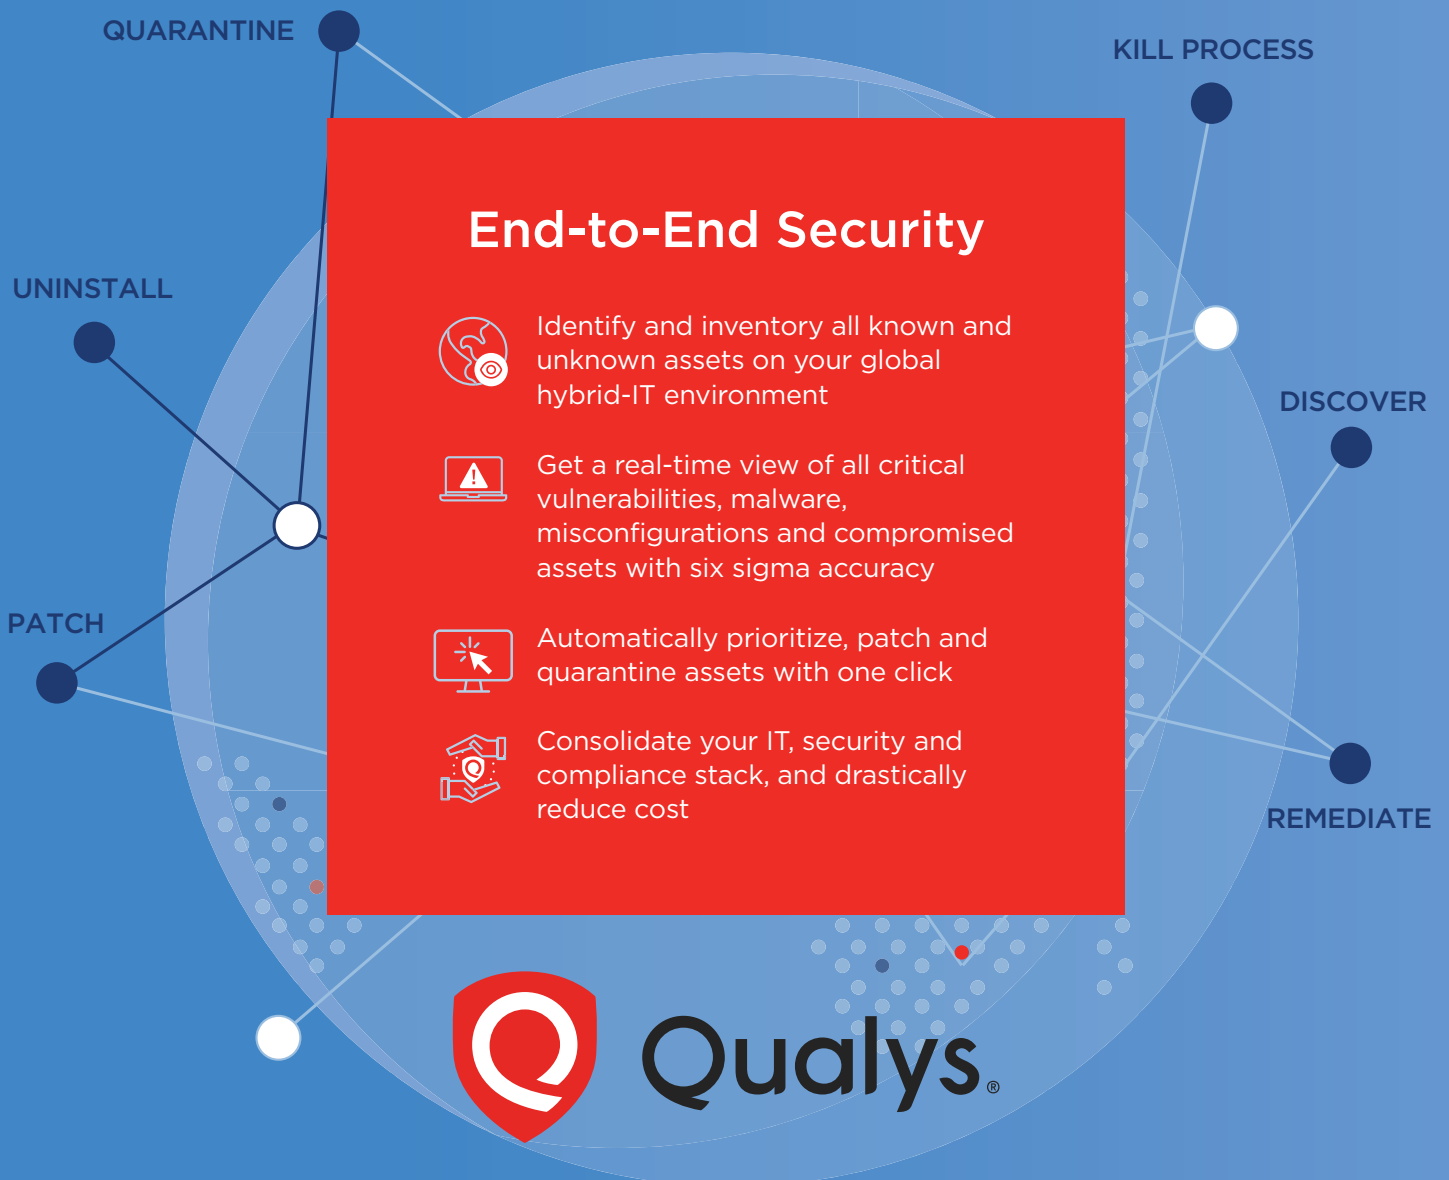 QUARANTINE
KILL PROCESS
End-to-End Security
UNINSTALL
Identify and inventory all known and
unknown assets on your global
hybrid-IT environment
DISCOVER
Get a real-time view of all critical
vulnerabilities, malware,
misconfigurations and compromised
assets with six sigma accuracy
PATCH
Automatically prioritize, patch and
quarantine assets with one click
Consolidate your IT, security and
compliance stack, and drastically
reduce cost
REMEDIATE
Qualys®